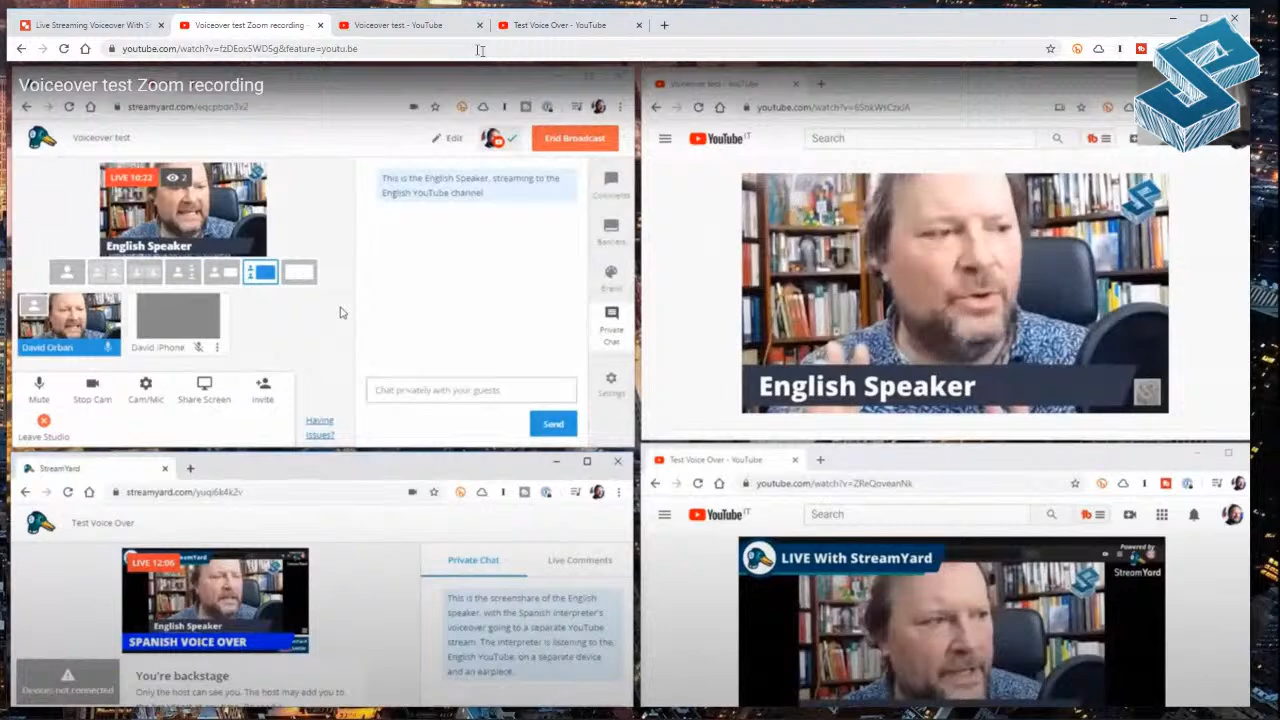 Live Streaming Voiceover With S
Voiceover test Zoom recording -
Voiceover test - YouTube
Test Voice Over - YouTube
youtube.com/watch?v=fzDEox5WD5g&feature=youtu.be
Voiceover test Zoom recording
streamyard.com/eqcpbdn3v2
Voiceover test
Edit
End Broadcast
LIVE 10:22
2
English Speaker
This is the English Speaker, streaming to the
English YouTube channel
Comments
Banners
Brand
Private
Chat
Settings
David Orban
David iPhone
Mute
Stop Cam
Cam/Mic
Share Screen
Invite
Leave Studio
Having
issues?
Chat privately with your guests
Send
Voiceover test - YouTube
YouTube IT
Search
English Speaker
StreamYard
streamyard.com/yuqi6k4k2v
Test Voice Over
LIVE 12:06
StreamYard
English Speaker
SPANISH VOICE OVER
Devices not connected
You're backstage
Only the host can see you. The host may add you to
Private Chat
Live Comments
This is the screenshare of the English
speaker, with the Spanish interpreter's
voiceover going to a separate YouTube
stream. The interpreter is listening to the
English YouTube, on a separate device
and an earpiece.
Test Voice Over - YouTube
youtube.com/watch?v=ZReQoveanNk
YouTube IT
Search
LIVE With StreamYard
Powered by
StreamYard